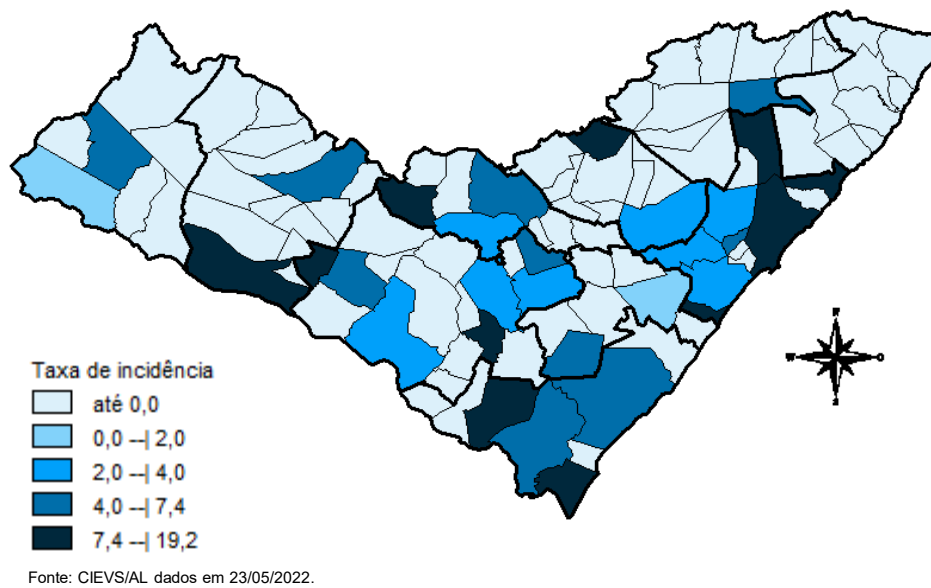 N
W
O
S
Taxa de incidência
até 0,0
0,0 --| 2,0
2,0 --| 4,0
4,0 --| 7,4
7,4 --| 19,2
Fonte: CIEVS/AL dados em 23/05/2022.